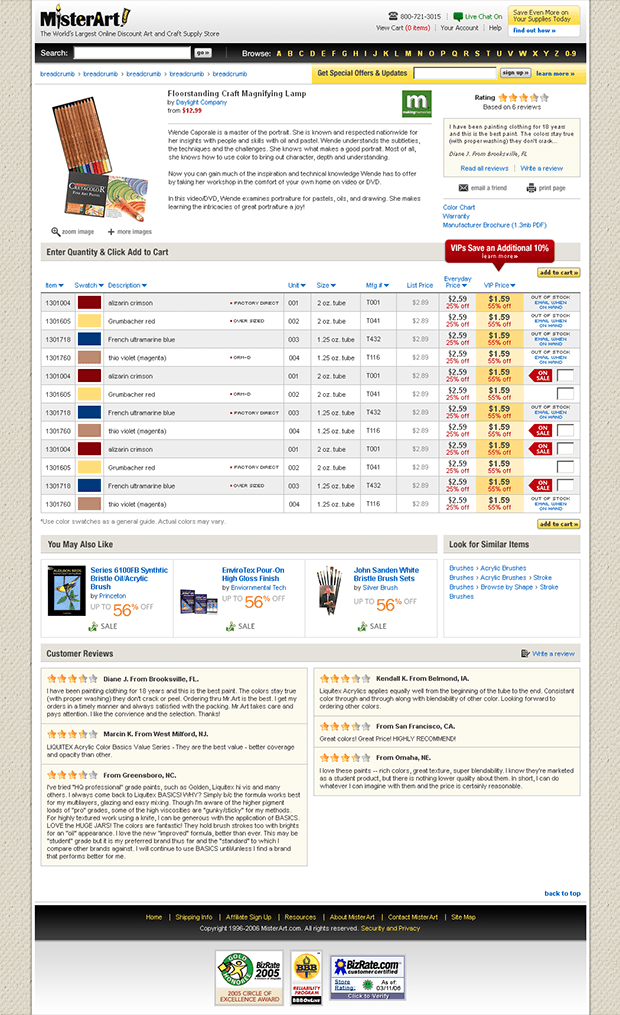 MisterArt!
The World's Largest Online Discount Art and Craft Supply Store
800-721-3015 | Live Chat On
View Cart (0 items) | Your Account | Help
Save Even More on
Your Supplies Today
Find out how »
Search: go » Browse: A B C D E F G H I J K L M N O P Q R S T U V W X Y Z 0-9
breadcrumb › breadcrumb › breadcrumb › breadcrumb › breadcrumb
Get Special Offers & Updates sign up » learn more »
Floorstanding Craft Magnifying Lamp
by Daylight Company
from $12.99
Wende Caporale is a master of the portrait. She is known and respected nationwide for
her insights with people and skills with oil and pastel. Wende understands the subtleties,
the techniques and the challenges. She knows what makes a good portrait. Most of all,
she knows how to use color to bring out character, depth and understanding.
Now you can gain much of the inspiration and technical knowledge Wende has to offer
by taking her workshop in the comfort of your own home on video or DVD.
In this video/DVD, Wende examines portraiture for pastels, oils, and drawing. She makes
learning the intricacies of great portraiture a joy!
zoom image + more images
Rating
Based on 6 reviews
I have been painting clothing for 18 years
and this is the best paint. The colors stay true
(with proper washing) they don't crack...
Diane J. From Brooksville, FL
Read all reviews | Write a review
email a friend print page
Color Chart
Warranty
Manufacturer Brochure (1.3mb PDF)
Enter Quantity & Click Add to Cart
VIPs Save an Additional 10%
learn more »
add to cart »
Item Swatch Description Unit Size Mfg # List Price Everyday Price VIP Price
1301004 alizarin crimson • FACTORY DIRECT 001 2 oz. tube T001 $2.89 $2.59 25% off $1.59 55% off OUT OF STOCK EMAIL WHEN ON HAND
1301605 Grumbacher red • OVER SIZED 002 2 oz. tube T041 $2.89 $2.59 25% off $1.59 55% off OUT OF STOCK EMAIL WHEN ON HAND
1301718 French ultramarine blue 003 1.25 oz. tube T432 $2.89 $2.59 25% off $1.59 55% off OUT OF STOCK EMAIL WHEN ON HAND
1301760 thio violet (magenta) • ORM-D 004 1.25 oz. tube T116 $2.89 $2.59 25% off $1.59 55% off OUT OF STOCK EMAIL WHEN ON HAND
1301004 alizarin crimson 001 2 oz. tube T001 $2.89 $2.59 25% off $1.59 55% off ON SALE
1301605 Grumbacher red • ORM-D 002 2 oz. tube T041 $2.89 $2.59 25% off $1.59 55% off
1301718 French ultramarine blue • FACTORY DIRECT 003 1.25 oz. tube T432 $2.89 $2.59 25% off $1.59 55% off OUT OF STOCK EMAIL WHEN ON HAND
1301760 thio violet (magenta) 004 1.25 oz. tube T116 $2.89 $2.59 25% off $1.59 55% off ON SALE
1301004 alizarin crimson 001 2 oz. tube T001 $2.89 $2.59 25% off $1.59 55% off ON SALE
1301605 Grumbacher red • FACTORY DIRECT 002 2 oz. tube T041 $2.89 $2.59 25% off $1.59 55% off
1301718 French ultramarine blue • OVER SIZED 003 1.25 oz. tube T432 $2.89 $2.59 25% off $1.59 55% off ON SALE
1301760 thio violet (magenta) 004 1.25 oz. tube T116 $2.89 $2.59 25% off $1.59 55% off OUT OF STOCK EMAIL WHEN ON HAND
*Use color swatches as a general guide. Actual colors may vary.
add to cart »
You May Also Like
Series 6100FB Synthtic
Bristle Oil/Acrylic
Brush
by Princeton
UP TO 56% OFF
SALE
EnviroTex Pour-On
High Gloss Finish
by Enviornmental Tech
UP TO 56% OFF
SALE
John Sanden White
Bristle Brush Sets
by Silver Brush
UP TO 56% OFF
SALE
Look for Similar Items
Brushes › Acrylic Brushes
Brushes › Acrylic Brushes › Stroke
Brushes › Browse by Shape › Stroke
Brushes
Customer Reviews
Write a review
Diane J. From Brooksville, FL.
I have been painting clothing for 18 years and this is the best paint. The colors stay true
(with proper washing) they don't crack or peel. Ordering thru Mr.Art is the best. I get my
orders in a timely manner and always satisfied with the packing. Mr.Art takes care and
pays attention. I like the convience and the selection. Thanks!
Marcin K. From West Milford, NJ.
LIQUITEX Acrylic Color Basics Value Series - They are the best value - better coverage
and opacity than other.
From Greensboro, NC.
I've tried "HQ professional" grade paints, such as Golden, Liquitex hi vis and many
others. I always come back to Liquitex BASICS! WHY? Simply b/c the formula works best
for my multilayers, glazing and easy mixing. Though I'm aware of the higher pigment
loads of "pro" grades, some of the high viscosities are "gunky/sticky" for my methods.
For highly textured work using a knife, I can be generous with the application of BASICS.
LOVE the HUGE JARS! The colors are fantastic! They hold brush strokes too with brights
for an "oil" appearance. I love the new "improved" formula, better than ever. This may be
"student" grade but it is my preferred brand thus far and the "standard" to which I
compare other brands against. I will continue to use BASICS until/unless I find a brand
that performs better for me.
Kendall K. From Belmond, IA.
Liquitex Acrylics applies equally well from the beginning of the tube to the end. Consistant
color through and through along with blendability of other color. Looking forward to
ordering other colors.
From San Francisco, CA.
Great colors! Great Price! HIGHLY RECOMMEND!
From Omaha, NE.
I love these paints -- rich colors, great texture, super blendability. I know they're marketed
as a student product, but there is nothing lower quality about them. In short, I can do
whatever I can imagine with them and the price is certainly reasonable.
back to top
Home | Shipping Info | Affiliate Sign Up | Resources | About MisterArt | Contact MisterArt | Site Map
Copyright 1996-2006 MisterArt.com. All rights reserved. Security and Privacy
GOLD HONOREE
BizRate
2005
2005 CIRCLE OF
EXCELLENCE AWARD
BBB
RELIABILITY
PROGRAM
BBBOnLine
BizRate.com
customer certified
Store
Rating:
As of:
03/11/06
Click to Verify